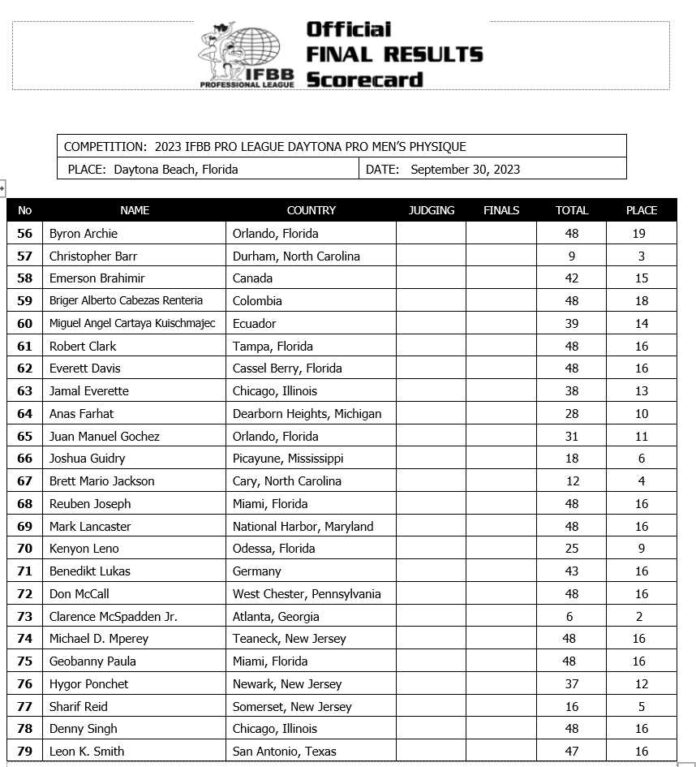 Official
FINAL RESULTS
Scorecard
IFBB
PROFESSIONAL LEAGUE
COMPETITION: 2023 IFBB PRO LEAGUE DAYTONA PRO MEN'S PHYSIQUE
PLACE: Daytona Beach, Florida DATE: September 30, 2023
No NAME COUNTRY JUDGING FINALS TOTAL PLACE
56 Byron Archie Orlando, Florida 48 19
57 Christopher Barr Durham, North Carolina 9 3
58 Emerson Brahimir Canada 42 15
59 Briger Alberto Cabezas Renteria Colombia 48 18
60 Miguel Angel Cartaya Kuischmajec Ecuador 39 14
61 Robert Clark Tampa, Florida 48 16
62 Everett Davis Cassel Berry, Florida 48 16
63 Jamal Everette Chicago, Illinois 38 13
64 Anas Farhat Dearborn Heights, Michigan 28 10
65 Juan Manuel Gochez Orlando, Florida 31 11
66 Joshua Guidry Picayune, Mississippi 18 6
67 Brett Mario Jackson Cary, North Carolina 12 4
68 Reuben Joseph Miami, Florida 48 16
69 Mark Lancaster National Harbor, Maryland 48 16
70 Kenyon Leno Odessa, Florida 25 9
71 Benedikt Lukas Germany 43 16
72 Don McCall West Chester, Pennsylvania 48 16
73 Clarence McSpadden Jr. Atlanta, Georgia 6 2
74 Michael D. Mperey Teaneck, New Jersey 48 16
75 Geobanny Paula Miami, Florida 48 16
76 Hygor Ponchet Newark, New Jersey 37 12
77 Sharif Reid Somerset, New Jersey 16 5
78 Denny Singh Chicago, Illinois 48 16
79 Leon K. Smith San Antonio, Texas 47 16